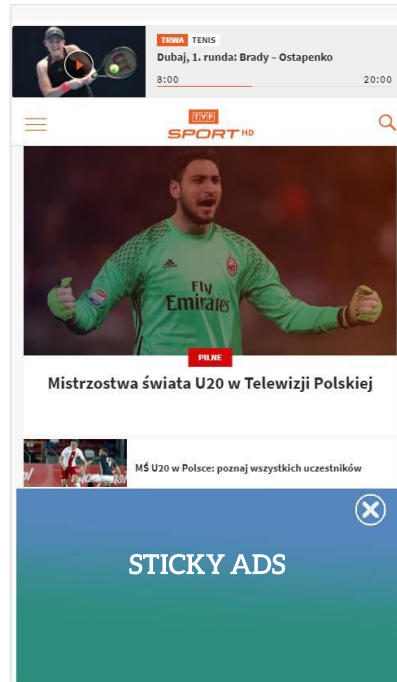 TRWA TENIS
Dubaj, 1. runda: Brady – Ostapenko
8:00 20:00
TVP
SPORT HD
Fly
Emirates
PILNE
Mistrzostwa świata U20 w Telewizji Polskiej
MŚ U20 w Polsce: poznaj wszystkich uczestników
STICKY ADS